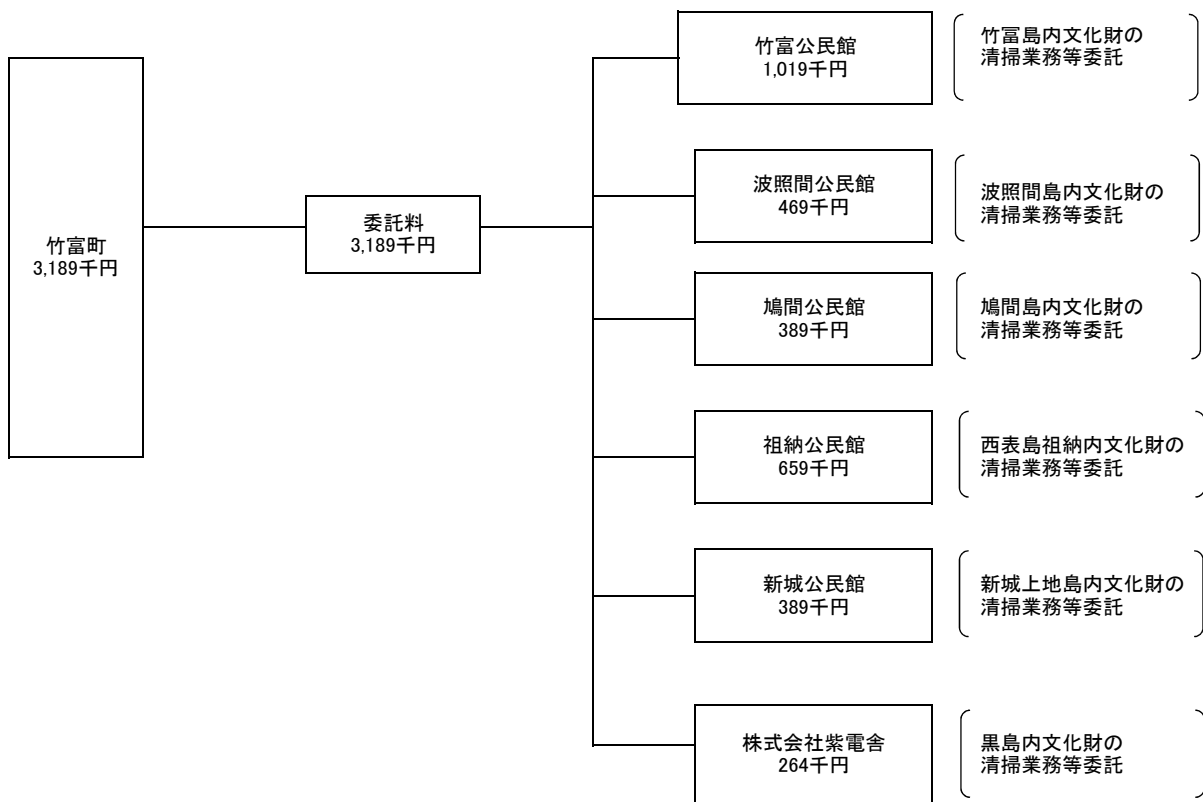 竹富町
3,189千円
委託料
3,189千円
竹富公民館
1,019千円
竹富島内文化財の
清掃業務等委託
波照間公民館
469千円
波照間島内文化財の
清掃業務等委託
鳩間公民館
389千円
鳩間島内文化財の
清掃業務等委託
祖納公民館
659千円
西表島祖納内文化財の
清掃業務等委託
新城公民館
389千円
新城上地島内文化財の
清掃業務等委託
株式会社紫電舎
264千円
黒島内文化財の
清掃業務等委託